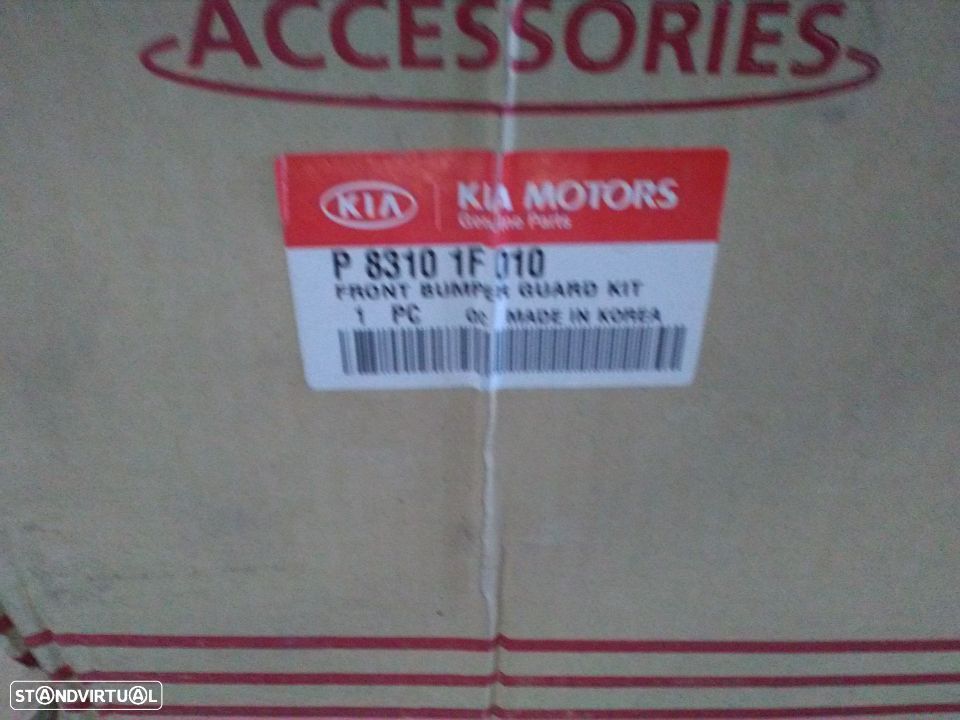 ACCESSORIES
KIA KIA MOTORS
Genuine Parts
P 8310 1F 010
FRONT BUMPER GUARD KIT
1 PC MADE IN KOREA
STANDVIRTUAL